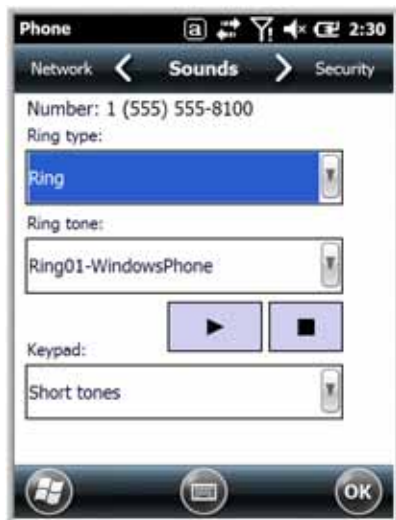 Phone a 2:30
Network Sounds Security
Number: 1 (555) 555-8100
Ring type:
Ring
Ring tone:
Ring01-WindowsPhone
Keypad:
Short tones
OK